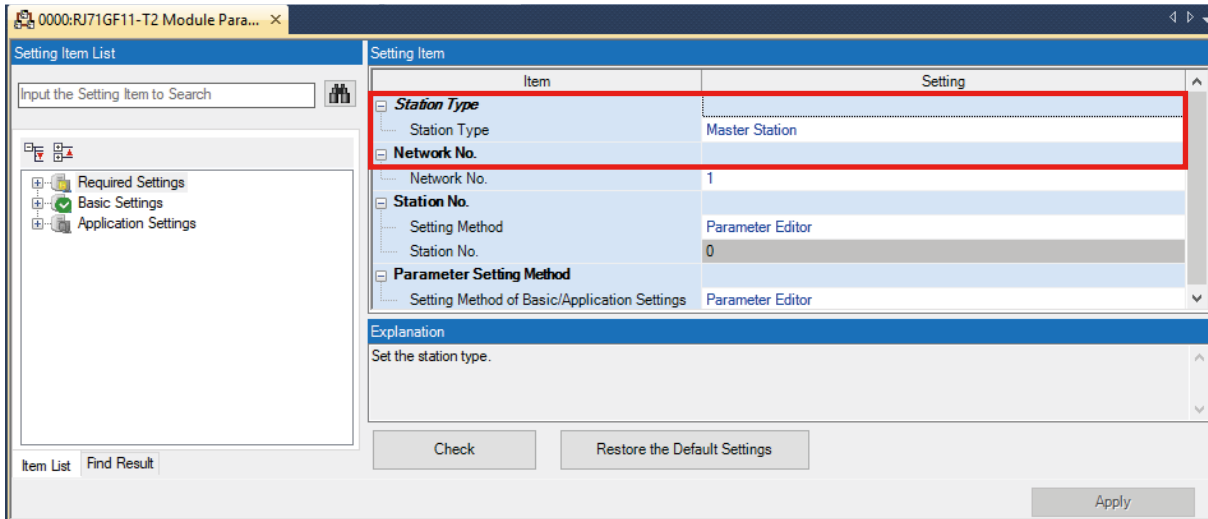 0000:RJ71GF11-T2 Module Para...
Setting Item List
Input the Setting Item to Search
Required Settings
Basic Settings
Application Settings
Item List Find Result
Setting Item
Item Setting
Station Type
Station Type Master Station
Network No.
Network No. 1
Station No.
Setting Method Parameter Editor
Station No. 0
Parameter Setting Method
Setting Method of Basic/Application Settings Parameter Editor
Explanation
Set the station type.
Check Restore the Default Settings
Apply